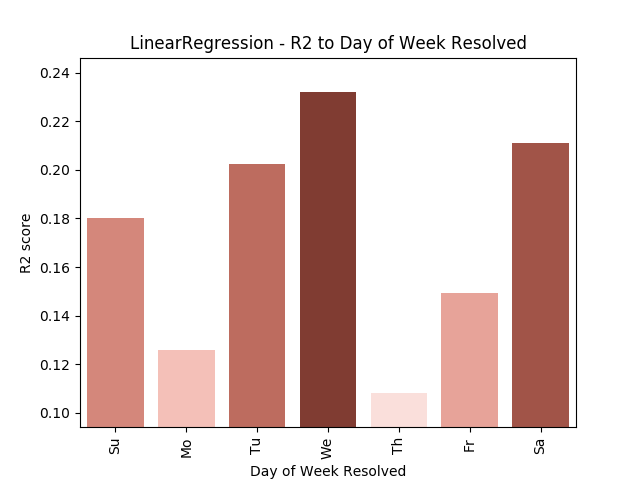 LinearRegression - R2 to Day of Week Resolved
0.24
0.22
0.20
0.18
0.16
0.14
0.12
0.10
R2 score
Su
Mo
Tu
We
Th
Fr
Sa
Day of Week Resolved